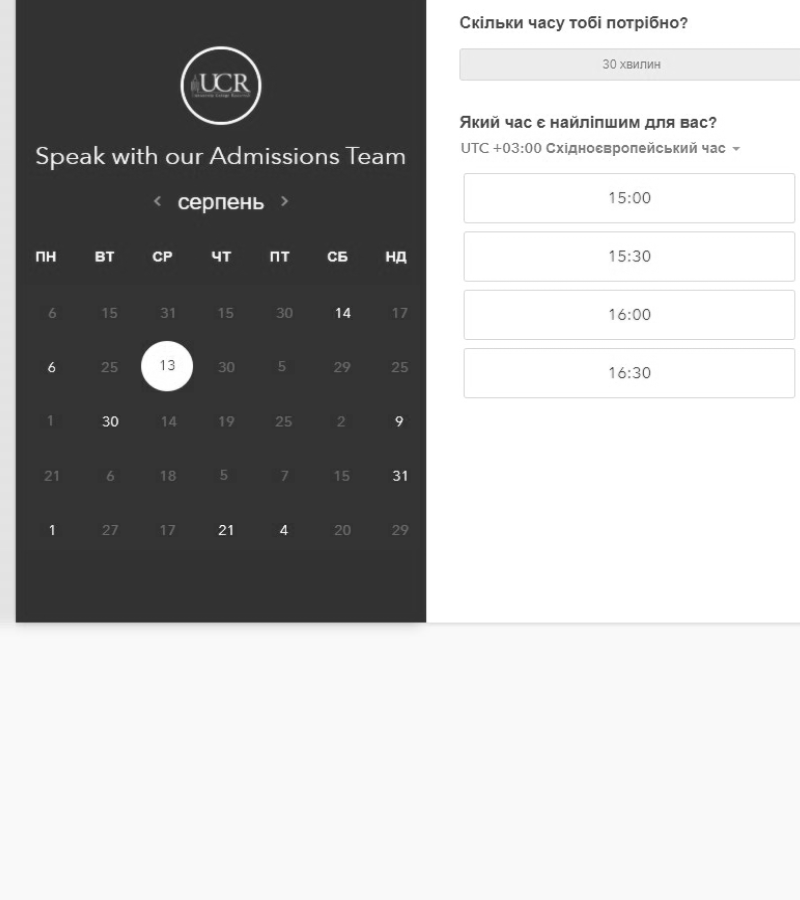 UCR
Speak with our Admissions Team
серпень
ПН ВТ СР ЧТ ПТ СБ НД
6 15 31 15 30 14 17
6 25 13 30 5 29 25
1 30 14 19 25 2 9
21 6 18 5 7 15 31
1 27 17 21 4 20 29
Скільки часу тобі потрібно?
30 хвилин
Який час є найліпшим для вас?
UTC +03:00 Східноєвропейський час
15:00
15:30
16:00
16:30